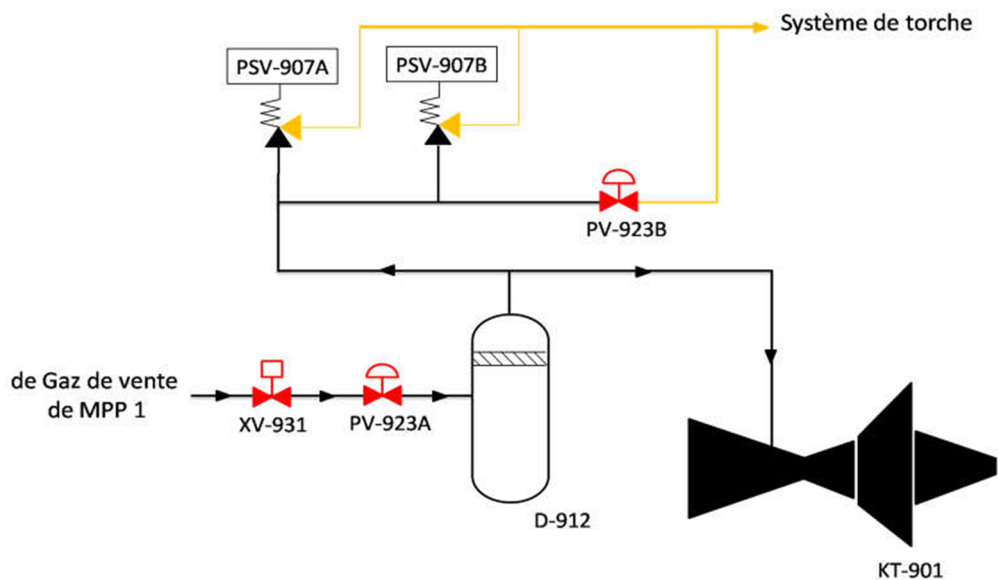 Système de torche
PSV-907A
PSV-907B
PV-923B
de Gaz de vente
de MPP 1
XV-931
PV-923A
D-912
KT-901